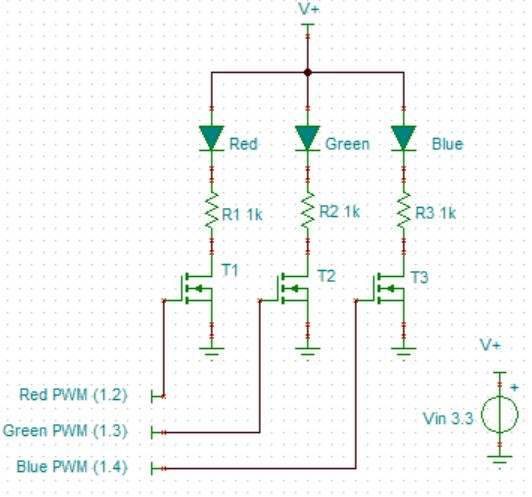 V+
Red
Green
Blue
R1 1k
R2 1k
R3 1k
T1
T2
T3
V+
+
Vin 3.3
Red PWM (1.2)
Green PWM (1.3)
Blue PWM (1.4)